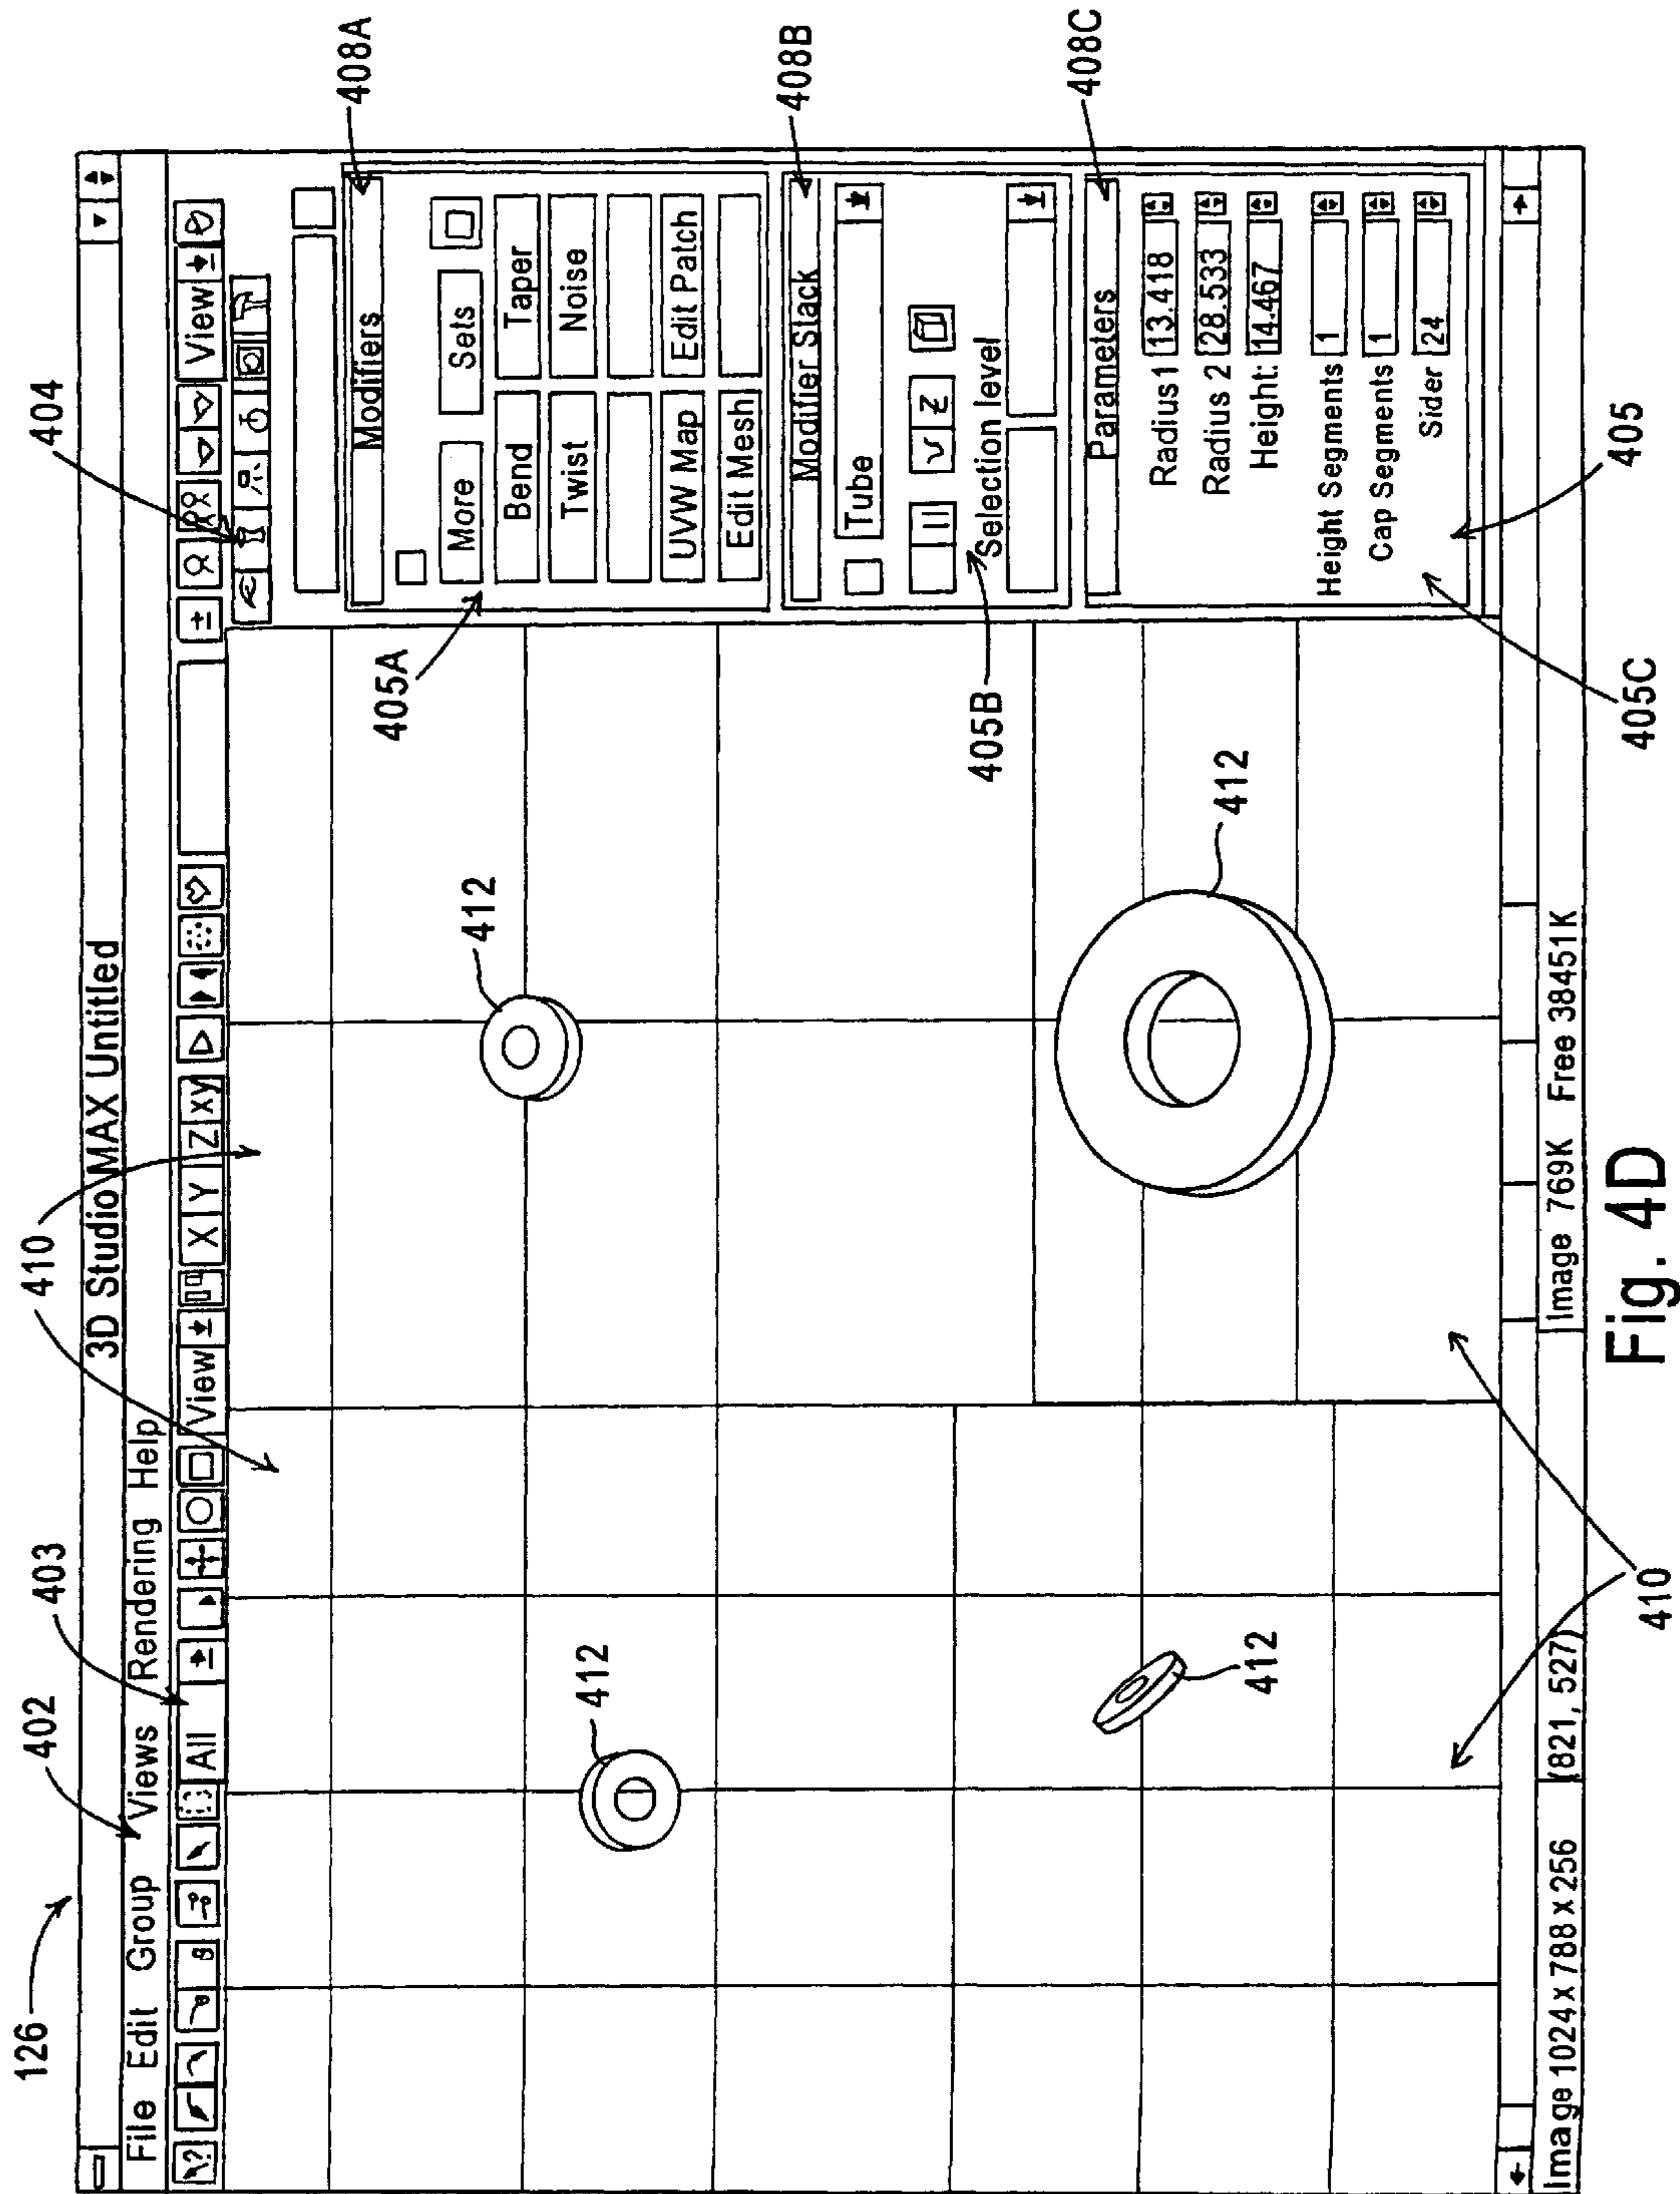 126
402
403
410
404
3D Studio MAX Untitled
File Edit Group Views Rendering Help
? All View X Y Z xy View
408A
Modifiers
More Sets
Bend Taper
Twist Noise
UVW Map Edit Patch
Edit Mesh
405A
408B
Modifier Stack
Tube
Selection level
405B
408C
Parameters
Radius1 13.418
Radius 2 28.533
Height: 14.467
Height Segments 1
Cap Segments 1
Sider 24
405C
405
412
412
412
412
410
Image 1024 x 788 x 256 (821, 527) Image 769K Free 38451K
Fig. 4D